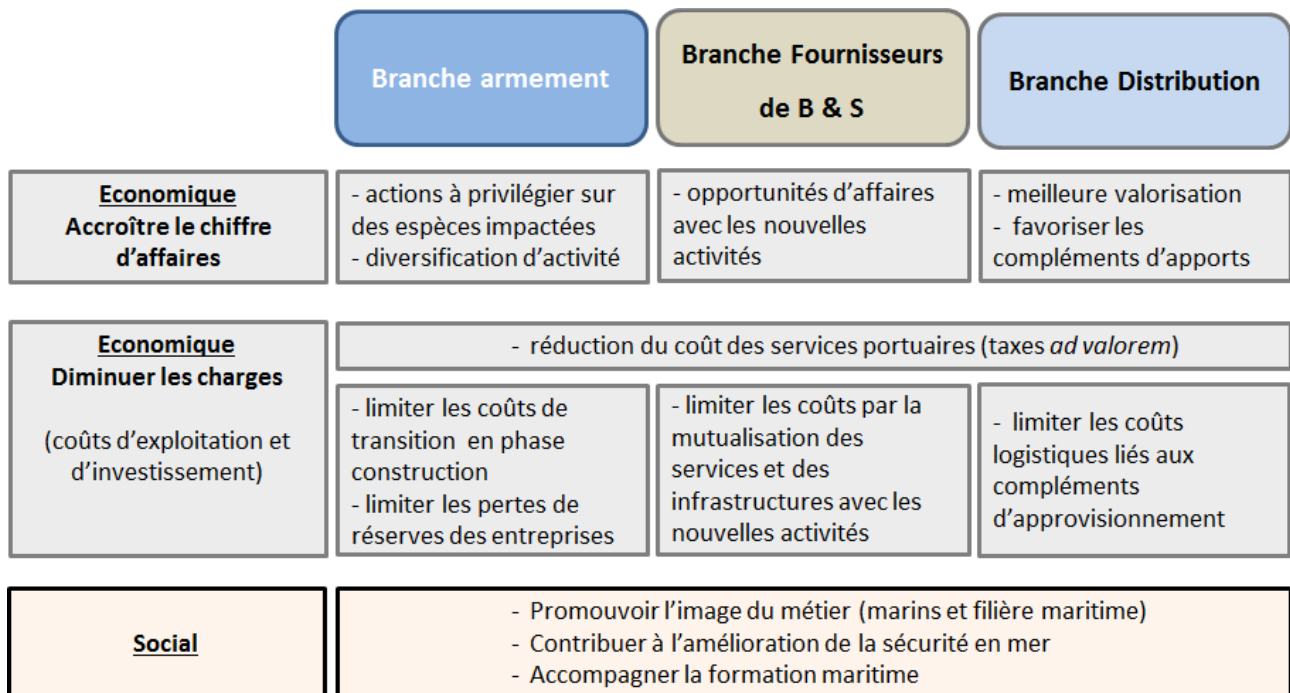 Branche armement
Branche Fournisseurs
de B & S
Branche Distribution
Economique
Accroître le chiffre
d'affaires
- actions à privilégier sur
des espèces impactées
- diversification d'activité
- opportunités d'affaires
avec les nouvelles
activités
- meilleure valorisation
- favoriser les
compléments d'apports
Economique
Diminuer les charges
(coûts d'exploitation et
d'investissement)
- réduction du coût des services portuaires (taxes ad valorem)
- limiter les coûts de
transition en phase
construction
- limiter les pertes de
réserves des entreprises
- limiter les coûts par la
mutualisation des
services et des
infrastructures avec les
nouvelles activités
- limiter les coûts
logistiques liés aux
compléments
d'approvisionnement
Social
- Promouvoir l'image du métier (marins et filière maritime)
- Contribuer à l'amélioration de la sécurité en mer
- Accompagner la formation maritime